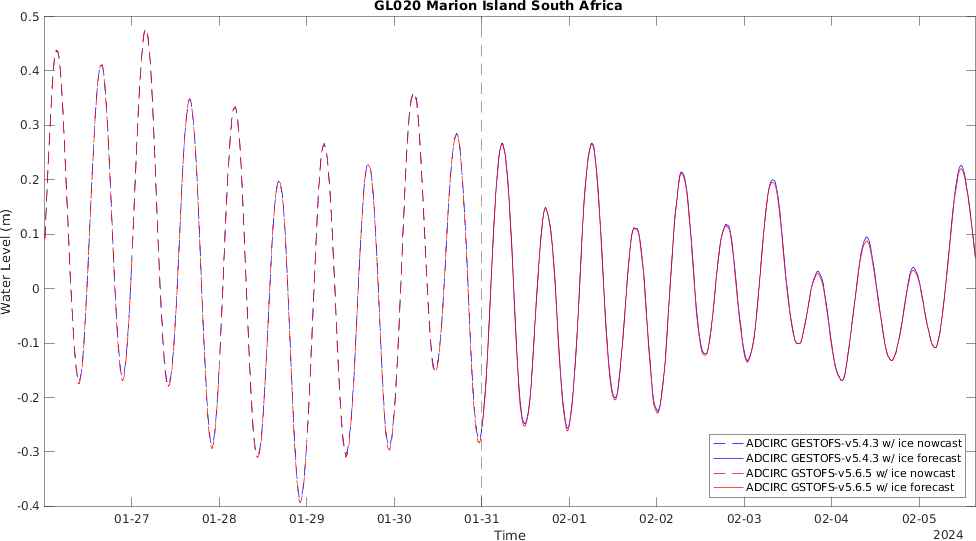 GL020 Marion Island South Africa
0.5
0.4
0.3
0.2
0.1
0
-0.1
-0.2
-0.3
-0.4
Water Level (m)
ADCIRC GESTOFS-v5.4.3 w/ ice nowcast
ADCIRC GESTOFS-v5.4.3 w/ ice forecast
ADCIRC GSTOFS-v5.6.5 w/ ice nowcast
ADCIRC GSTOFS-v5.6.5 w/ ice forecast
01-27 01-28 01-29 01-30 01-31 02-01 02-02 02-03 02-04 02-05
Time
2024